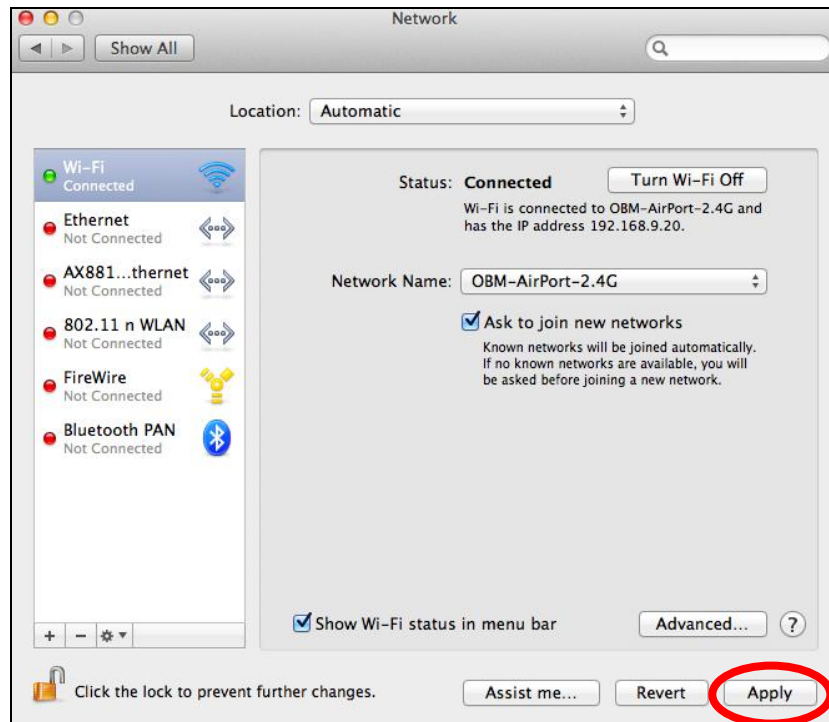 Network
Show All
Location: Automatic
Wi-Fi
Connected
Ethernet
Not Connected
AX881...thernet
Not Connected
802.11 n WLAN
Not Connected
FireWire
Not Connected
Bluetooth PAN
Not Connected
Status: Connected
Turn Wi-Fi Off
Wi-Fi is connected to OBM-AirPort-2.4G and
has the IP address 192.168.9.20.
Network Name: OBM-AirPort-2.4G
Ask to join new networks
Known networks will be joined automatically.
If no known networks are available, you will
be asked before joining a new network.
Show Wi-Fi status in menu bar
Advanced...
?
+ −
Click the lock to prevent further changes.
Assist me...
Revert
Apply